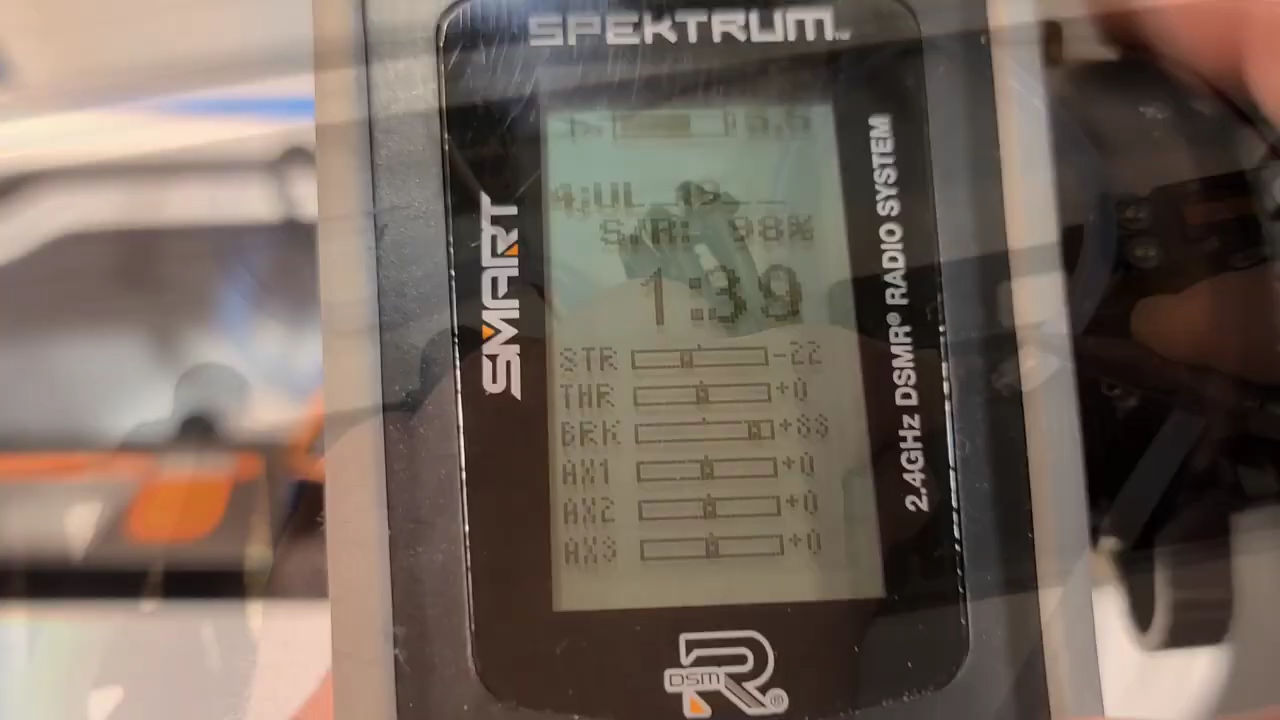 SPEKTRUM
SMART
2.4GHz DSMR® RADIO SYSTEM
S/R: 98%
1:39
STR -22
THR +0
BRK +88
AX1 +0
AX2 +0
AX3 +0
DSM R®